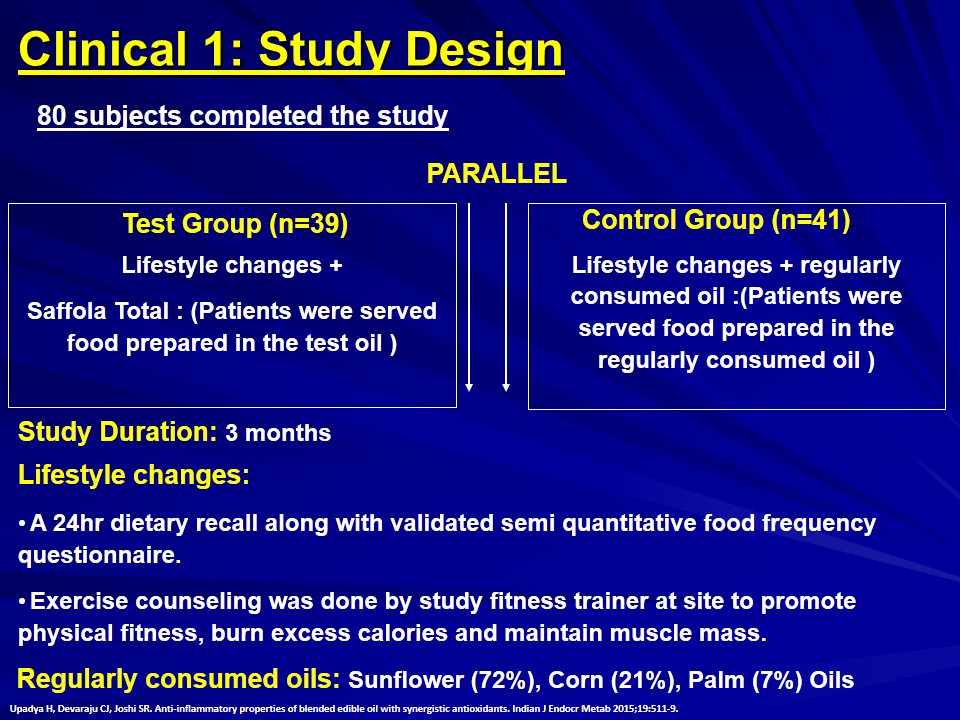 Clinical 1: Study Design
80 subjects completed the study
PARALLEL
Test Group (n=39)
Lifestyle changes +
Saffola Total : (Patients were served
food prepared in the test oil )
Control Group (n=41)
Lifestyle changes + regularly
consumed oil :(Patients were
served food prepared in the
regularly consumed oil )
Study Duration: 3 months
Lifestyle changes:
• A 24hr dietary recall along with validated semi quantitative food frequency
questionnaire.
• Exercise counseling was done by study fitness trainer at site to promote
physical fitness, burn excess calories and maintain muscle mass.
Regularly consumed oils: Sunflower (72%), Corn (21%), Palm (7%) Oils
Upadya H, Devaraju CJ, Joshi SR. Anti-inflammatory properties of blended edible oil with synergistic antioxidants. Indian J Endocr Metab 2015;19:511-9.